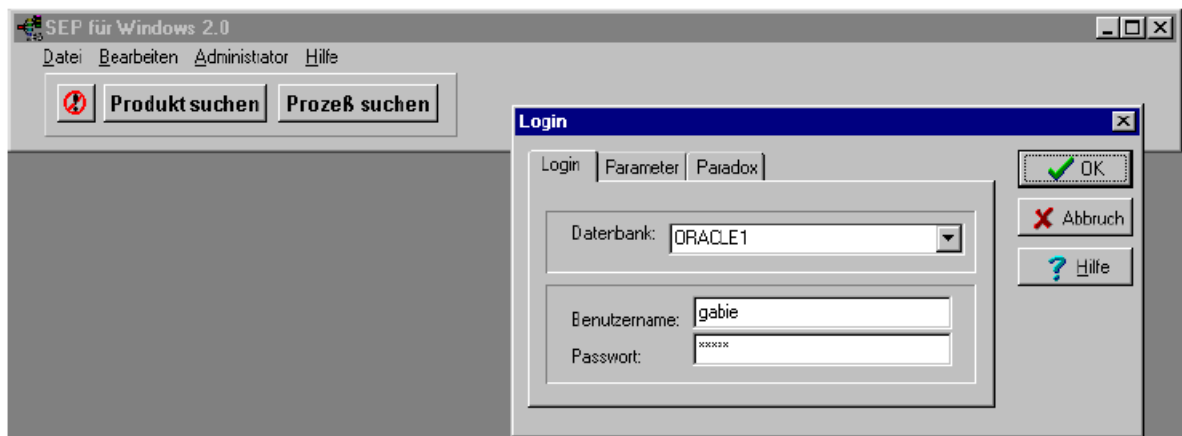 SEP für Windows 2.0
Datei Bearbeiten Administrator Hilfe
Produkt suchen Prozeß suchen
Login
Login Parameter Paradox
OK
Datenbank: ORACLE1
Abbruch
Hilfe
Benutzername: gabie
Passwort: *****